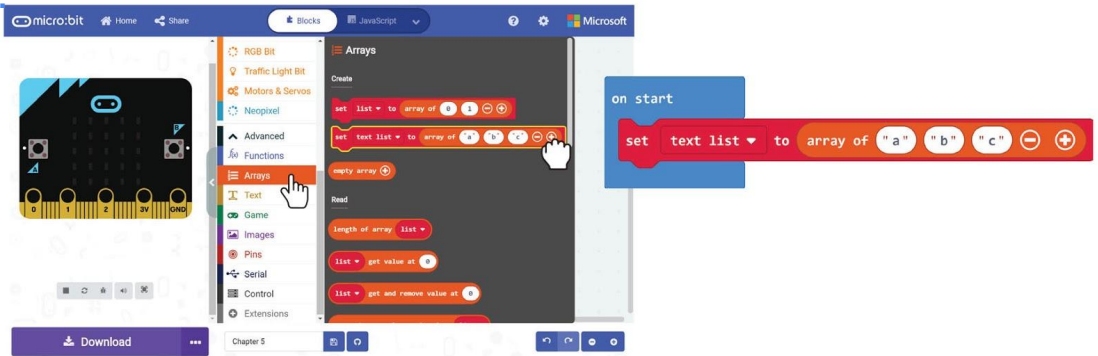 micro:bit Home Share Blocks JavaScript Microsoft
RGB Bit
Traffic Light Bit
Motors & Servos
Neopixel
Advanced
Functions
Arrays
Text
Game
Images
Pins
Serial
Control
Extensions
Arrays
Create
set list to array of 0 1
set text list to array of "a" "b" "c"
empty array
Read
length of array list
list get value at 0
list get and remove value at 0
A
B
0 1 2 3V GND
Download
Chapter 5
on start
set text list to array of "a" "b" "c"